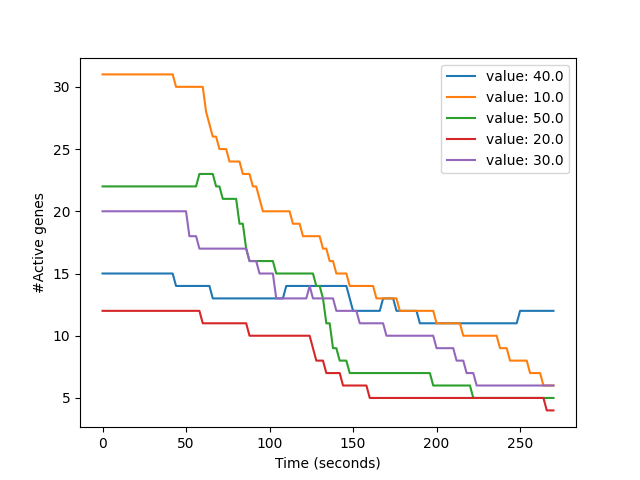 30
25
20
15
10
5
#Active genes
0 50 100 150 200 250
Time (seconds)
value: 40.0
value: 10.0
value: 50.0
value: 20.0
value: 30.0